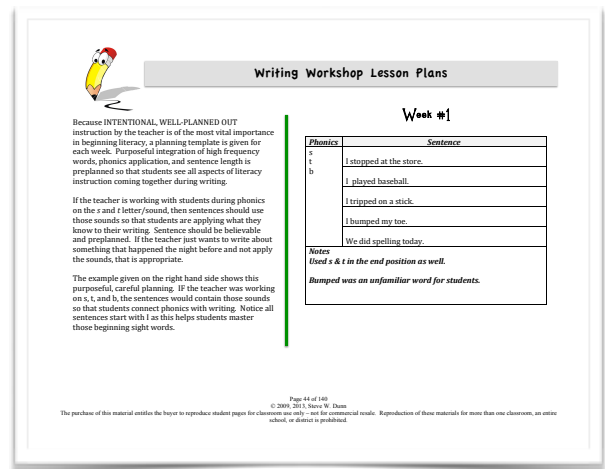 Writing Workshop Lesson Plans
Because INTENTIONAL, WELL-PLANNED OUT
instruction by the teacher is of the most vital importance
in beginning literacy, a planning template is given for
each week. Purposeful integration of high frequency
words, phonics application, and sentence length is
preplanned so that students see all aspects of literacy
instruction coming together during writing.
If the teacher is working with students during phonics
on the s and t letter/sound, then sentences should use
those sounds so that students are applying what they
know to their writing. Sentence should be believable
and preplanned. If the teacher just wants to write about
something that happened the night before and not apply
the sounds, that is appropriate.
The example given on the right hand side shows this
purposeful, careful planning. IF the teacher was working
on s, t, and b, the sentences would contain those sounds
so that students connect phonics with writing. Notice all
sentences start with I as this helps students master
those beginning sight words.
Week #1
Phonics Sentence
s
t
b
I stopped at the store.
I played baseball.
I tripped on a stick.
I bumped my toe.
We did spelling today.
Notes
Used s & t in the end position as well.
Bumped was an unfamiliar word for students.
Page 44 of 140
© 2009, 2013, Steve W. Dunn
The purchase of this material entitles the buyer to reproduce student pages for classroom use only – not for commercial resale. Reproduction of these materials for more than one classroom, an entire
school, or district is prohibited.